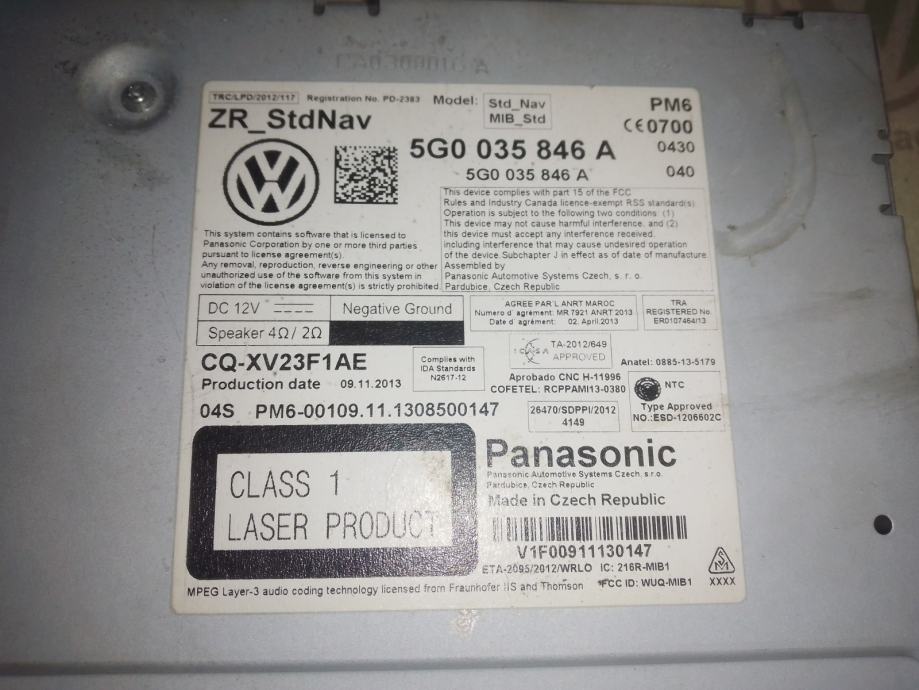 TRC/LPD/2012/117 Registration No. PD-2383 Model: Std_Nav PM6
MIB_Std
ZR_StdNav CE0700
5G0 035 846 A 0430
5G0 035 846 A 040
VW
This device complies with part 15 of the FCC
Rules and Industry Canada licence-exempt RSS standard(s)
Operation is subject to the following two conditions: (1)
This device may not cause harmful interference, and (2)
this device must accept any interference received,
including interference that may cause undesired operation
of the device.Subchapter J in effect as of date of manufacture
Assembled by
Panasonic Automotive Systems Czech, s. r. o.
Pardubice, Czech Republic
This system contains software that is licensed to
Panasonic Corporation by one or more third parties
pursuant to license agreement(s).
Any removal, reproduction, reverse engineering or other
unauthorized use of the software from this system in
violation of the license agreement(s) is strictly prohibited.
DC 12V Negative Ground
Speaker 4Ω/ 2Ω
AGREE PAR'L ANRT MAROC
Numero d' agrément: MR 7921 ANRT 2013
Date d' agrément: 02. April.2013
TRA
REGISTERED No.
ER0107464/13
CQ-XV23F1AE
Production date 09.11.2013
Complies with
IDA Standards
N2617-12
ICASA TA-2012/649
APPROVED
Anatel: 0885-13-5179
Aprobado CNC H-11996
COFETEL: RCPPAMI13-0380
NTC
Type Approved
NO.:ESD-1206602C
04S PM6-00109.11.1308500147
26470/SDPPI/2012
4149
CLASS 1
LASER PRODUCT
Panasonic
Panasonic Automotive Systems Czech, s.r.o.
Pardubice, Czech Republic
Made in Czech Republic
V1F00911130147
ETA-2095/2012/WRLO IC: 216R-MIB1
FCC ID: WUQ-MIB1
XXXX
MPEG Layer-3 audio coding technology licensed from Fraunhofer IIS and Thomson